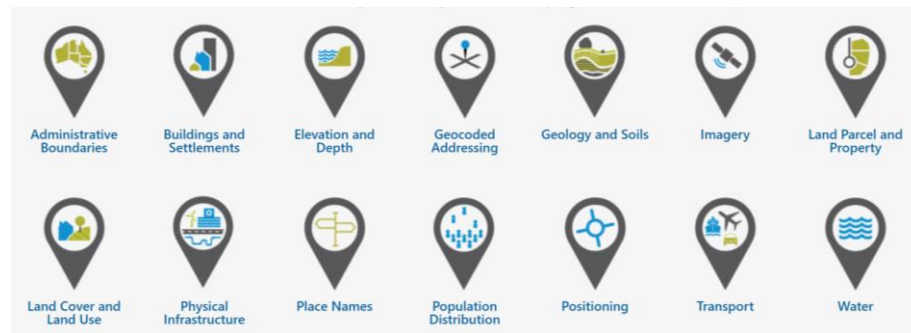 Administrative
Boundaries
Buildings and
Settlements
Elevation and
Depth
Geocoded
Addressing
Geology and Soils
Imagery
Land Parcel and
Property
Land Cover and
Land Use
Physical
Infrastructure
Place Names
Population
Distribution
Positioning
Transport
Water